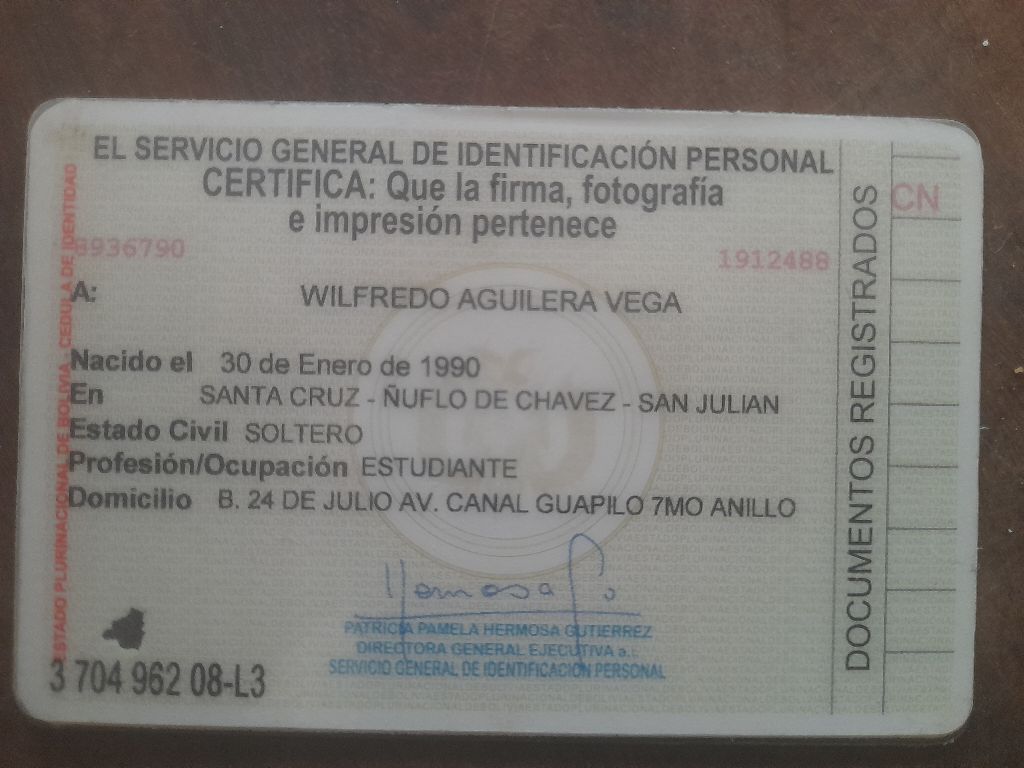 EL SERVICIO GENERAL DE IDENTIFICACIÓN PERSONAL
CERTIFICA: Que la firma, fotografía
e impresión pertenece
8936790
1912488
A: WILFREDO AGUILERA VEGA
Nacido el 30 de Enero de 1990
En SANTA CRUZ - ÑUFLO DE CHAVEZ - SAN JULIAN
Estado Civil SOLTERO
Profesión/Ocupación ESTUDIANTE
Domicilio B. 24 DE JULIO AV. CANAL GUAPILO 7MO ANILLO
Hermosa
PATRICIA PAMELA HERMOSA GUTIERREZ
DIRECTORA GENERAL EJECUTIVA a.i.
SERVICIO GENERAL DE IDENTIFICACIÓN PERSONAL
3 704 962 08-L3
ESTADO PLURINACIONAL DE BOLIVIA - CEDULA DE IDENTIDAD
DOCUMENTOS REGISTRADOS
CN